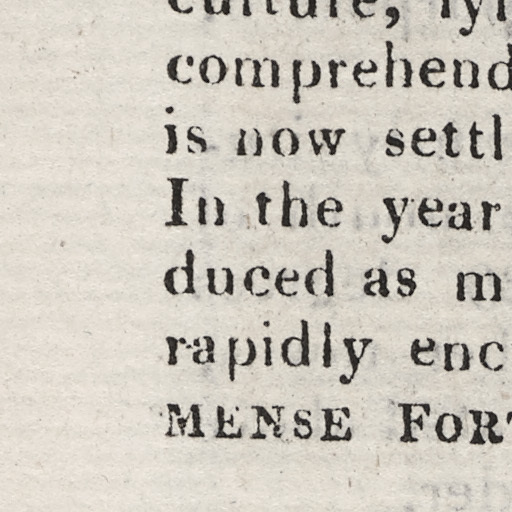 culture, lyi
comprehend
is now settl
In the year
duced as m
rapidly enc
MENSE FOR